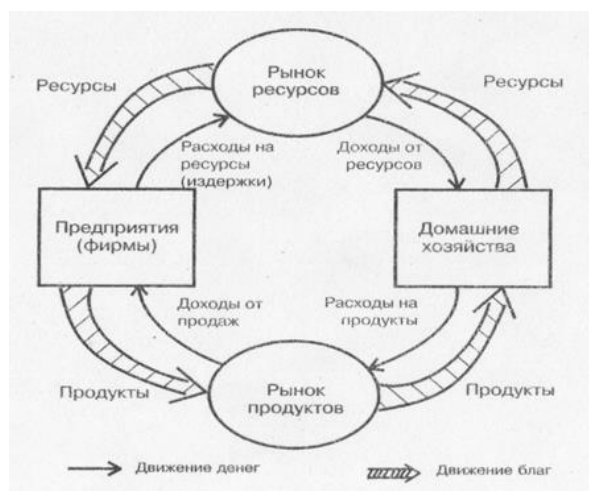 Рынок
ресурсов
Ресурсы
Ресурсы
Расходы на
ресурсы
(издержки)
Доходы от
ресурсов
Предприятия
(фирмы)
Домашние
хозяйства
Доходы от
продаж
Расходы на
продукты
Продукты
Рынок
продуктов
Продукты
Движение денег
Движение благ